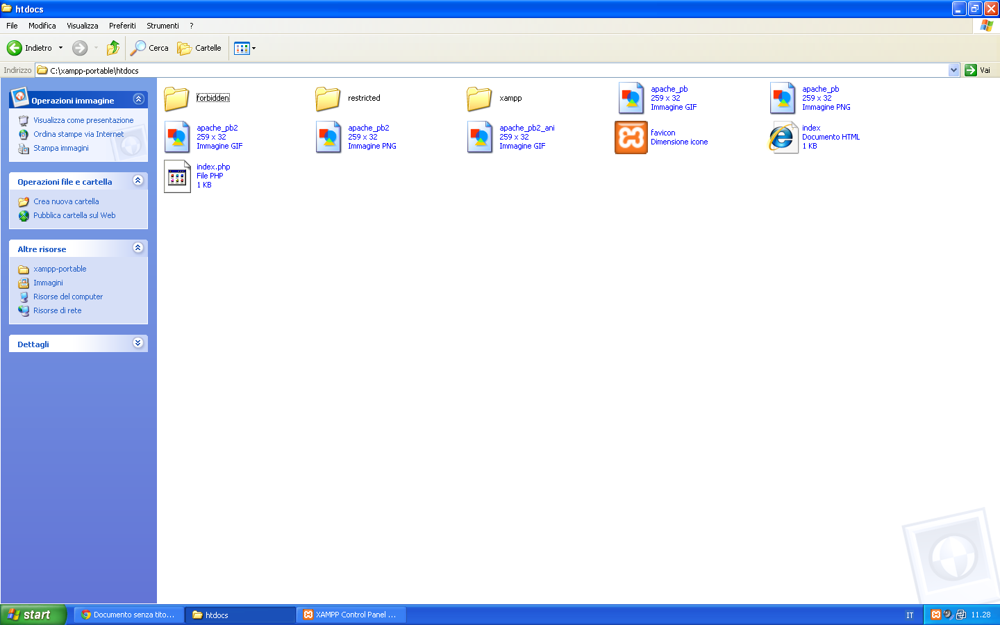 htdocs
File Modifica Visualizza Preferiti Strumenti ?
Indietro Cerca Cartelle
Indirizzo C:\xampp-portable\htdocs Vai
Operazioni immagine
Visualizza come presentazione
Ordina stampe via Internet
Stampa immagini
Operazioni file e cartella
Crea nuova cartella
Pubblica cartella sul Web
Altre risorse
xampp-portable
Immagini
Risorse del computer
Risorse di rete
Dettagli
forbidden
restricted
xampp
apache_pb
259 x 32
Immagine GIF
apache_pb
259 x 32
Immagine PNG
apache_pb2
259 x 32
Immagine GIF
apache_pb2
259 x 32
Immagine PNG
apache_pb2_ani
259 x 32
Immagine GIF
favicon
Dimensione icone
index
Documento HTML
1 KB
index.php
File PHP
1 KB
start Documento senza tito... htdocs XAMPP Control Panel ... IT 11.28